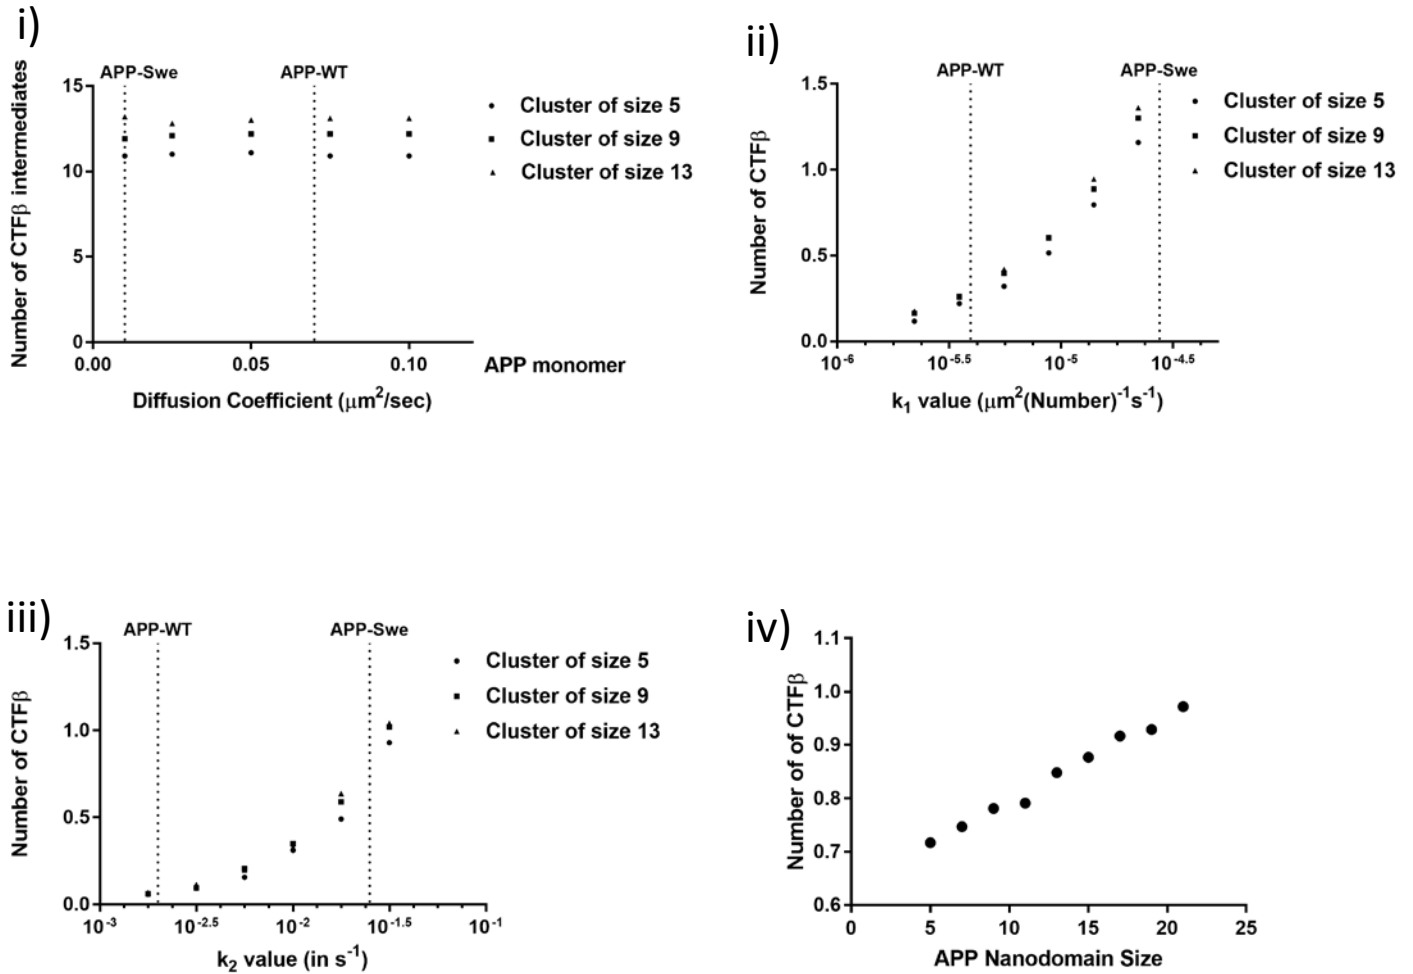 i)
Number of CTFβ intermediates
APP-Swe
APP-WT
15
10
5
0
0.00
0.05
0.10
APP monomer
Diffusion Coefficient (μm²/sec)
Cluster of size 5
Cluster of size 9
Cluster of size 13
ii)
Number of CTFβ
APP-WT
APP-Swe
1.5
1.0
0.5
0.0
10⁻⁶
10⁻⁵·⁵
10⁻⁵
10⁻⁴·⁵
k₁ value (μm²(Number)⁻¹s⁻¹)
Cluster of size 5
Cluster of size 9
Cluster of size 13
iii)
Number of CTFβ
APP-WT
APP-Swe
1.5
1.0
0.5
0.0
10⁻³
10⁻²·⁵
10⁻²
10⁻¹·⁵
10⁻¹
k₂ value (in s⁻¹)
Cluster of size 5
Cluster of size 9
Cluster of size 13
iv)
Number of of CTFβ
1.1
1.0
0.9
0.8
0.7
0.6
0
5
10
15
20
25
APP Nanodomain Size